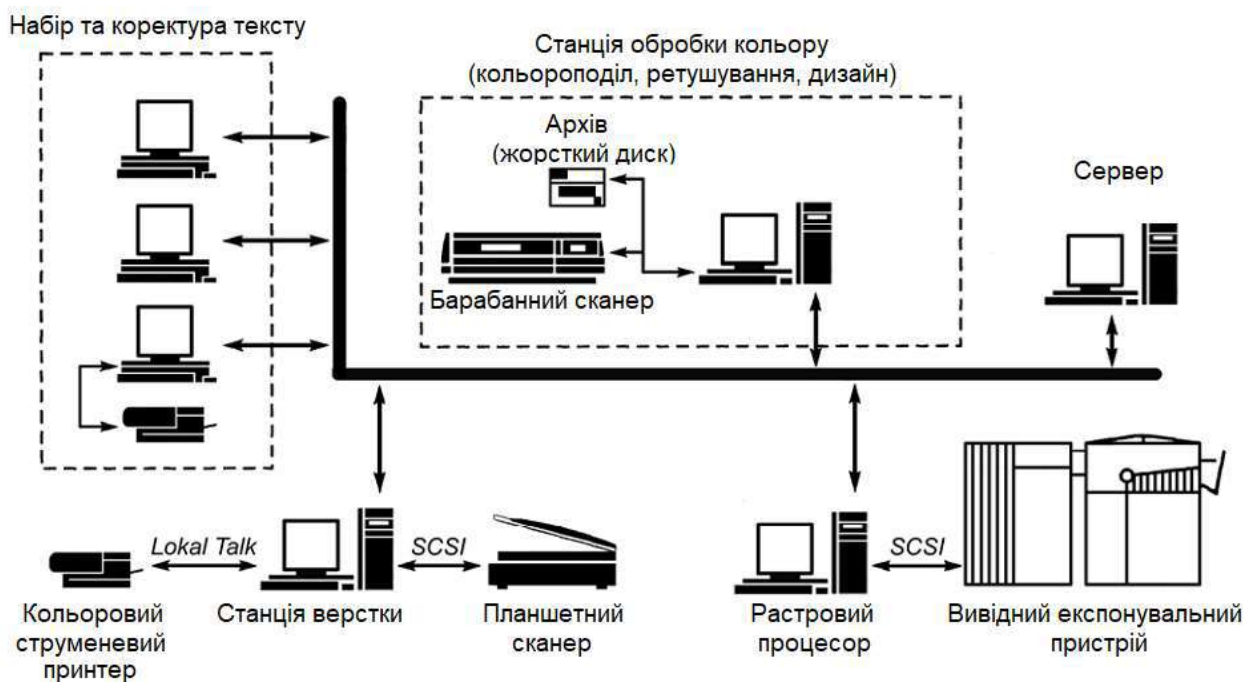 Набір та коректура тексту
Станція обробки кольору
(кольороподіл, ретушування, дизайн)
Архів
(жорсткий диск)
Барабанний сканер
Сервер
Lokal Talk
SCSI
SCSI
Кольоровий
струменевий
принтер
Станція верстки
Планшетний
сканер
Растровий
процесор
Вивідний експонувальний
пристрій